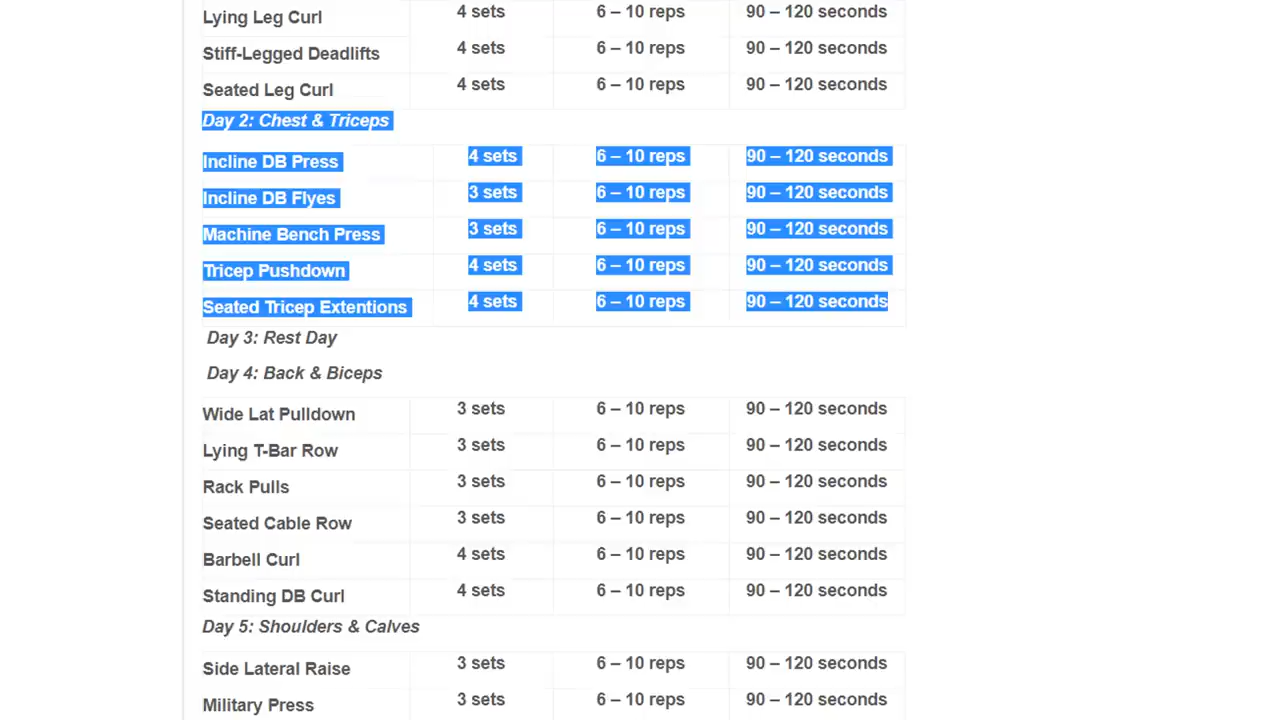 Lying Leg Curl 4 sets 6 – 10 reps 90 – 120 seconds
Stiff-Legged Deadlifts 4 sets 6 – 10 reps 90 – 120 seconds
Seated Leg Curl 4 sets 6 – 10 reps 90 – 120 seconds
Day 2: Chest & Triceps
Incline DB Press 4 sets 6 – 10 reps 90 – 120 seconds
Incline DB Flyes 3 sets 6 – 10 reps 90 – 120 seconds
Machine Bench Press 3 sets 6 – 10 reps 90 – 120 seconds
Tricep Pushdown 4 sets 6 – 10 reps 90 – 120 seconds
Seated Tricep Extentions 4 sets 6 – 10 reps 90 – 120 seconds
Day 3: Rest Day
Day 4: Back & Biceps
Wide Lat Pulldown 3 sets 6 – 10 reps 90 – 120 seconds
Lying T-Bar Row 3 sets 6 – 10 reps 90 – 120 seconds
Rack Pulls 3 sets 6 – 10 reps 90 – 120 seconds
Seated Cable Row 3 sets 6 – 10 reps 90 – 120 seconds
Barbell Curl 4 sets 6 – 10 reps 90 – 120 seconds
Standing DB Curl 4 sets 6 – 10 reps 90 – 120 seconds
Day 5: Shoulders & Calves
Side Lateral Raise 3 sets 6 – 10 reps 90 – 120 seconds
Military Press 3 sets 6 – 10 reps 90 – 120 seconds